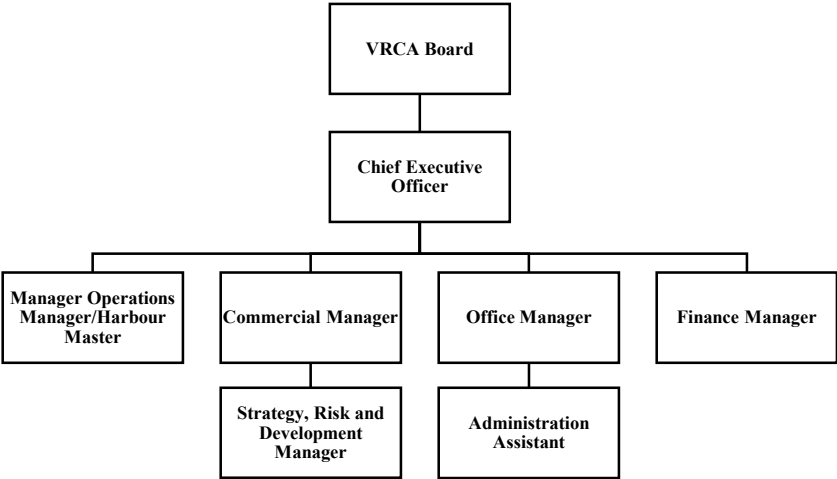 VRCA Board
Chief Executive
Officer
Manager Operations
Manager/Harbour
Master
Commercial Manager
Office Manager
Finance Manager
Strategy, Risk and
Development
Manager
Administration
Assistant